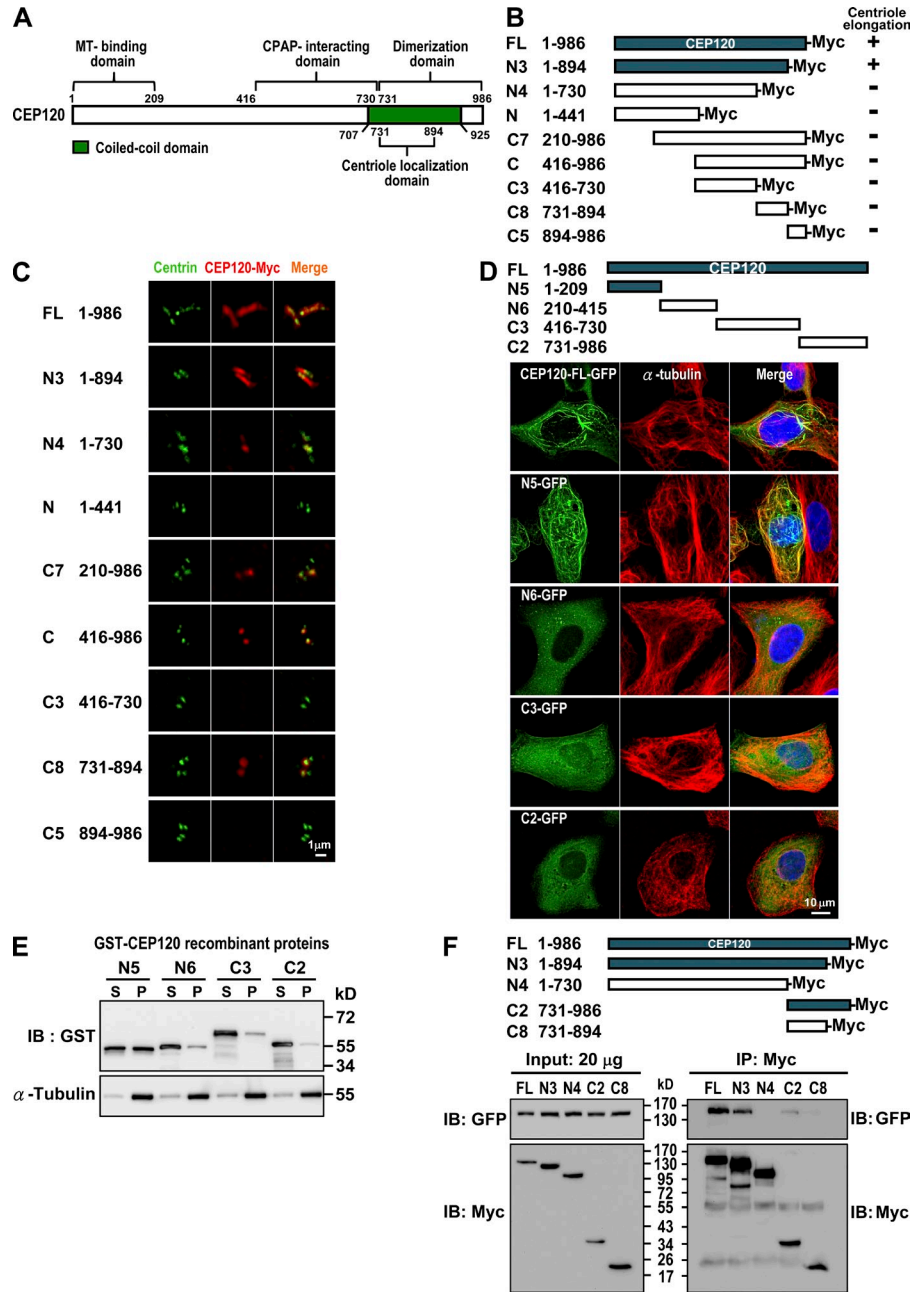 A
MT- binding domain
CPAP- interacting domain
Dimerization domain
1 209 416 730 731 986
CEP120
707 731 894 925
Coiled-coil domain
Centriole localization domain
B
Centriole elongation
FL 1-986 CEP120 -Myc +
N3 1-894 -Myc +
N4 1-730 -Myc -
N 1-441 -Myc -
C7 210-986 -Myc -
C 416-986 -Myc -
C3 416-730 -Myc -
C8 731-894 -Myc -
C5 894-986 -Myc -
C
Centrin CEP120-Myc Merge
FL 1-986
N3 1-894
N4 1-730
N 1-441
C7 210-986
C 416-986
C3 416-730
C8 731-894
C5 894-986
1μm
D
FL 1-986 CEP120
N5 1-209
N6 210-415
C3 416-730
C2 731-986
CEP120-FL-GFP α-tubulin Merge
N5-GFP
N6-GFP
C3-GFP
C2-GFP
10 μm
E
GST-CEP120 recombinant proteins
N5 N6 C3 C2
S P S P S P S P kD
IB : GST
72
55
34
α-Tubulin
55
F
FL 1-986 CEP120 -Myc
N3 1-894 -Myc
N4 1-730 -Myc
C2 731-986 -Myc
C8 731-894 -Myc
Input: 20 μg
IP: Myc
FL N3 N4 C2 C8 kD FL N3 N4 C2 C8
IB: GFP 170 IB: GFP
130
IB: Myc 170 IB: Myc
130
95
72
55
43
34
26
17